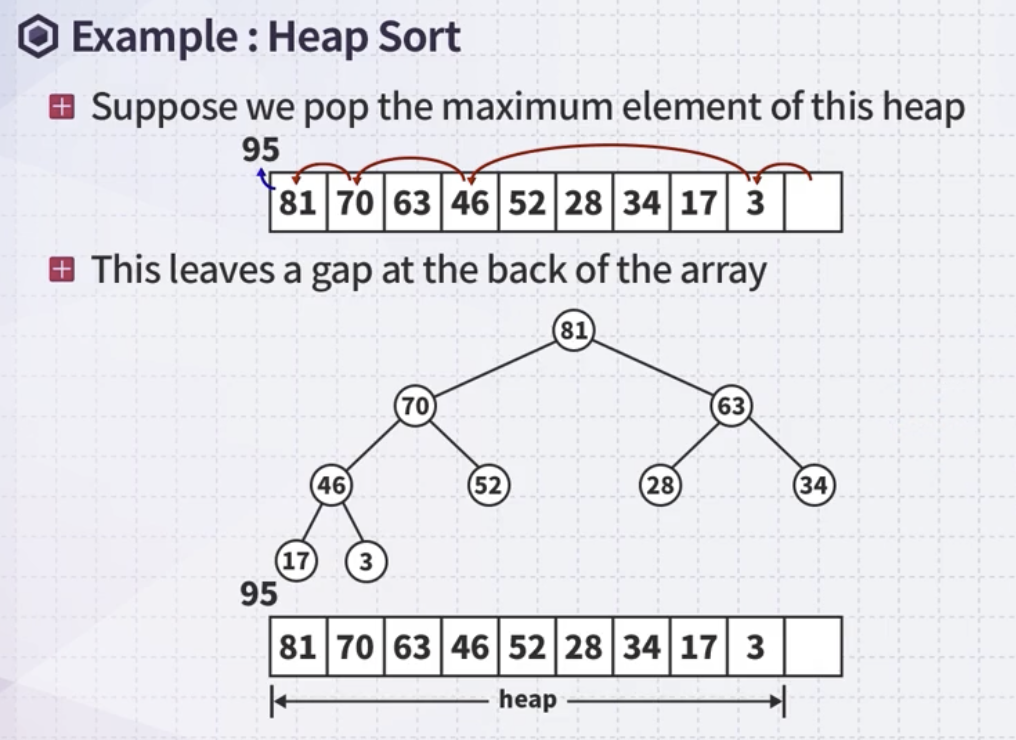 Example : Heap Sort
Suppose we pop the maximum element of this heap
95
81 70 63 46 52 28 34 17 3
This leaves a gap at the back of the array
81
70 63
46 52 28 34
17 3
95
81 70 63 46 52 28 34 17 3
heap